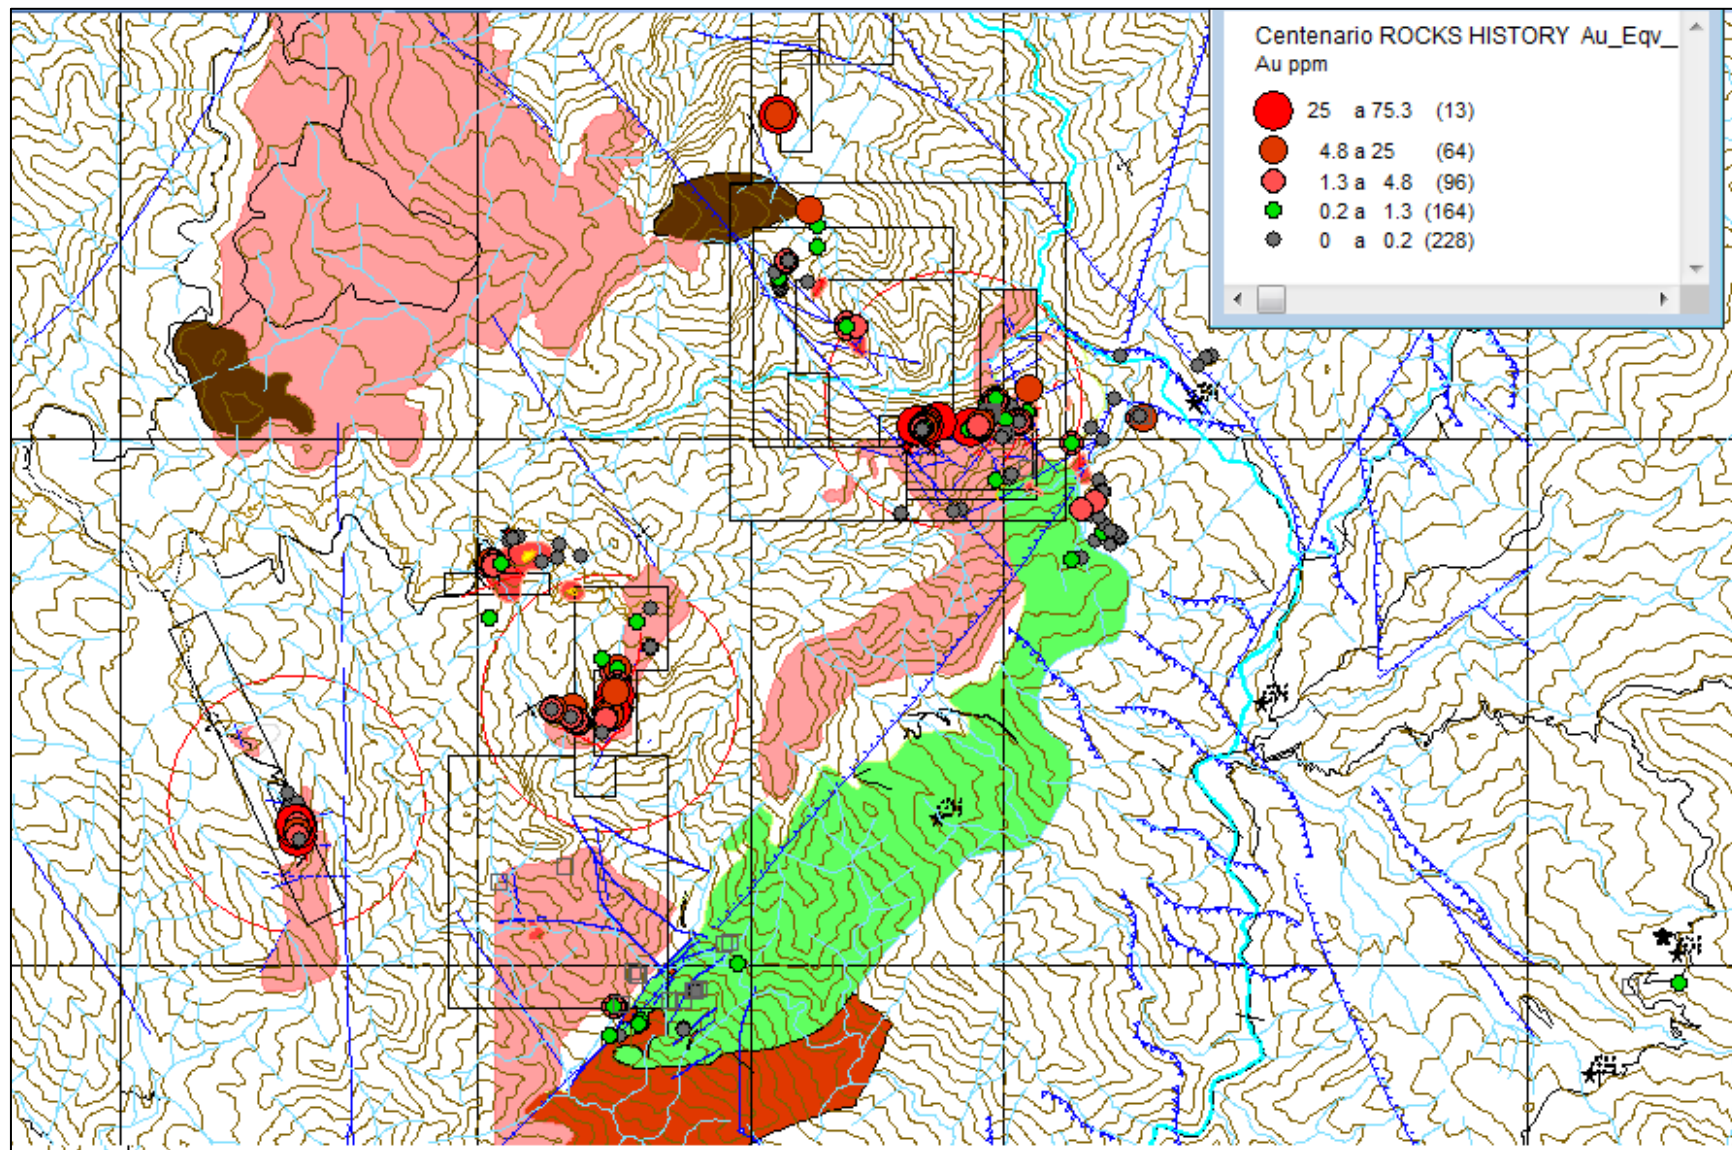 Centenario ROCKS HISTORY Au_Eqv_
Au ppm
25 a 75.3 (13)
4.8 a 25 (64)
1.3 a 4.8 (96)
0.2 a 1.3 (164)
0 a 0.2 (228)